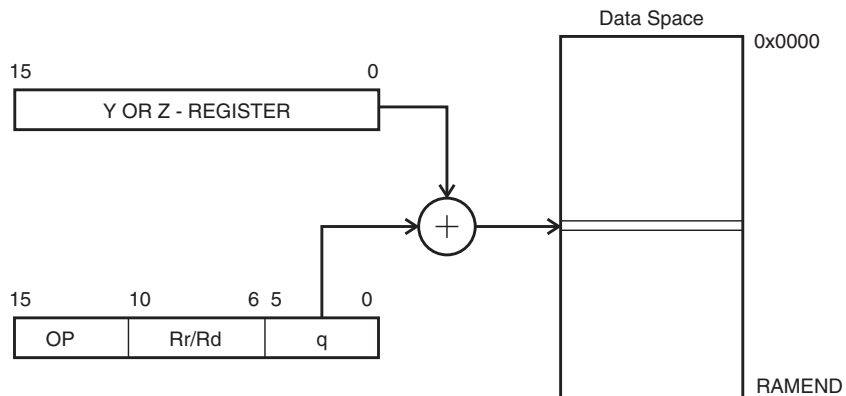 Data Space
0x0000
15 0
Y OR Z - REGISTER
+
15 10 6 5 0
OP Rr/Rd q
RAMEND